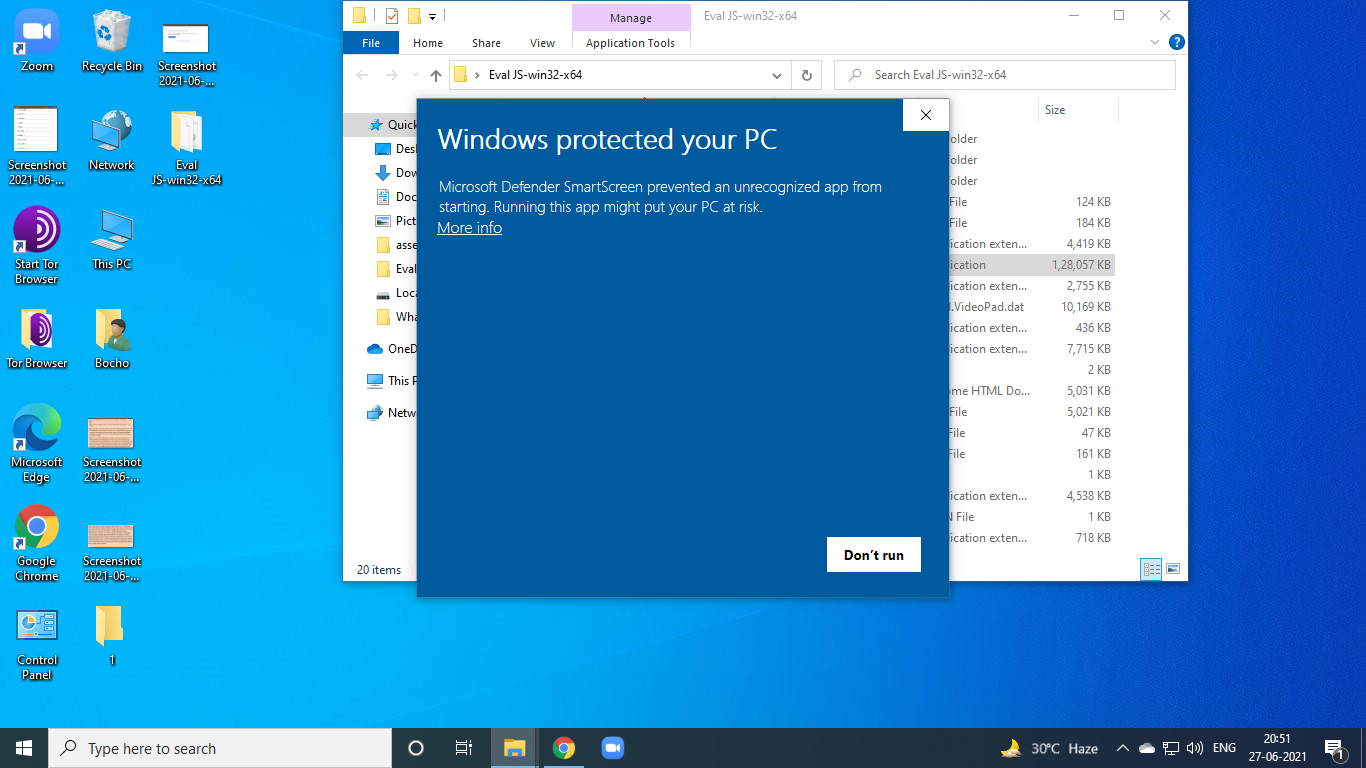 Manage
Eval JS-win32-x64
File
Home
Share
View
Application Tools
Eval JS-win32-x64
Search Eval JS-win32-x64
Zoom
Recycle Bin
Screenshot
2021-06-...
Screenshot
2021-06-...
Network
Eval
JS-win32-x64
Start Tor
Browser
This PC
Tor Browser
Bocho
Microsoft
Edge
Screenshot
2021-06-...
Google
Chrome
Screenshot
2021-06-...
Control
Panel
1
Quick
Desk
Dow
Doc
Pict
asse
Eval
Loca
Wha
OneD
This P
Netw
20 items
Windows protected your PC
Microsoft Defender SmartScreen prevented an unrecognized app from
starting. Running this app might put your PC at risk.
More info
Don't run
Size
older
older
older
File 124 KB
File 184 KB
ication exten... 4,419 KB
ication 1,28,057 KB
ication exten... 2,755 KB
.VideoPad.dat 10,169 KB
ication exten... 436 KB
ication exten... 7,715 KB
2 KB
me HTML Do... 5,031 KB
File 5,021 KB
File 47 KB
File 161 KB
1 KB
ication exten... 4,538 KB
File 1 KB
ication exten... 718 KB
Type here to search
30°C Haze
ENG
20:51
27-06-2021
1